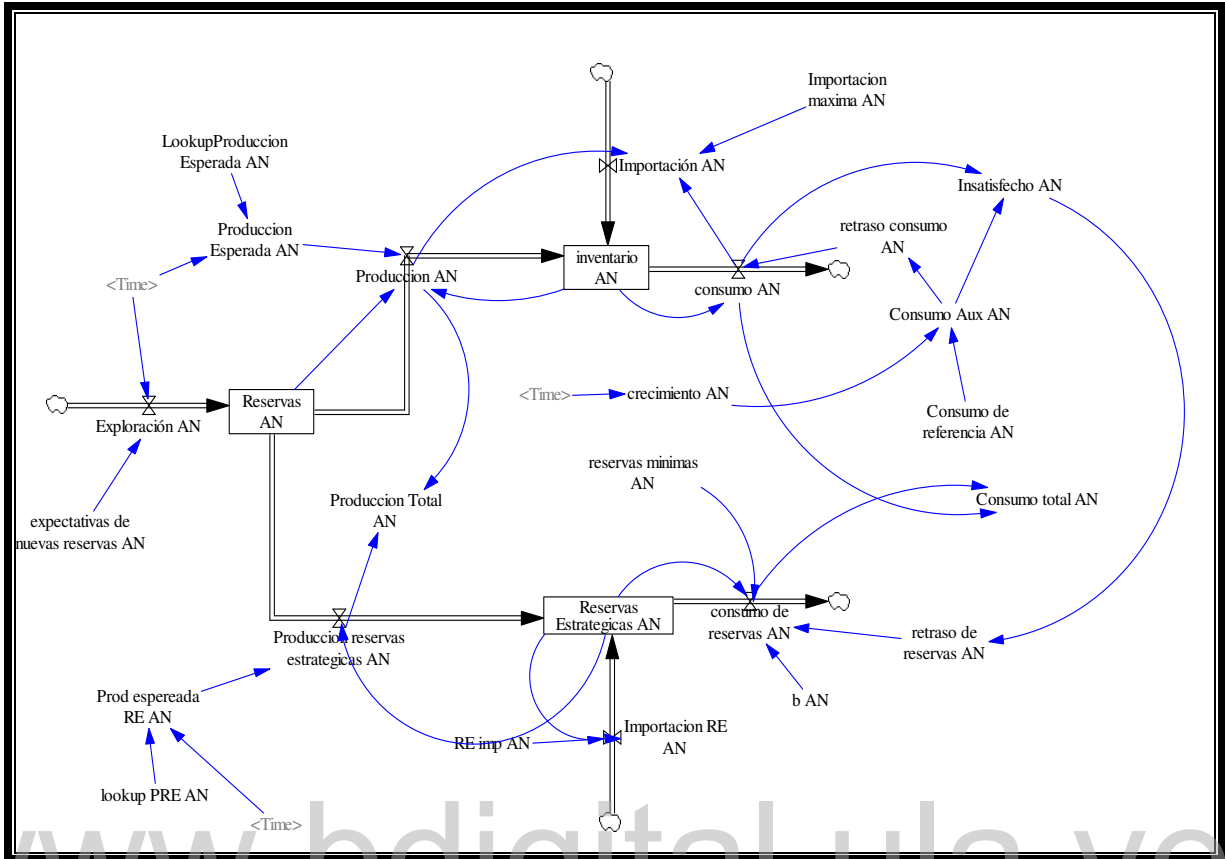 Importacion
maxima AN
LookupProduccion
Esperada AN
Importación AN
Insatisfecho AN
Produccion
Esperada AN
retraso consumo
AN
inventario
AN
<Time>
Produccion AN
consumo AN
Consumo Aux AN
<Time>
crecimiento AN
Reservas
AN
Exploración AN
Consumo de
referencia AN
reservas minimas
AN
Produccion Total
AN
Consumo total AN
expectativas de
nuevas reservas AN
Reservas
Estrategicas AN
consumo de
reservas AN
Produccion reservas
estrategicas AN
retraso de
reservas AN
Prod espereada
RE AN
b AN
RE imp AN
Importacion RE
AN
lookup PRE AN
<Time>
www.bdigital.ula.ve